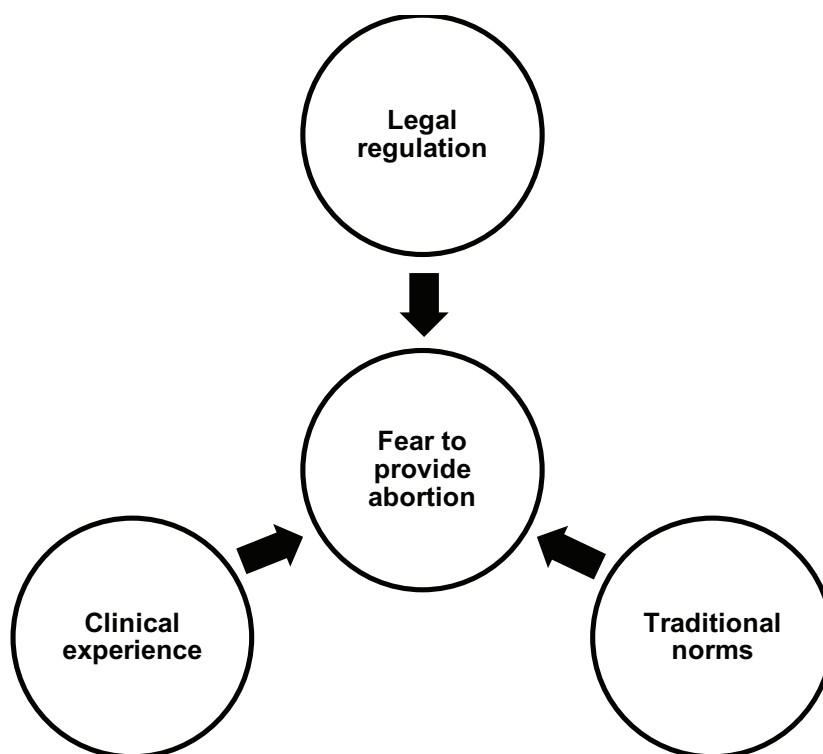 Legal
regulation
Fear to
provide
abortion
Clinical
experience
Traditional
norms